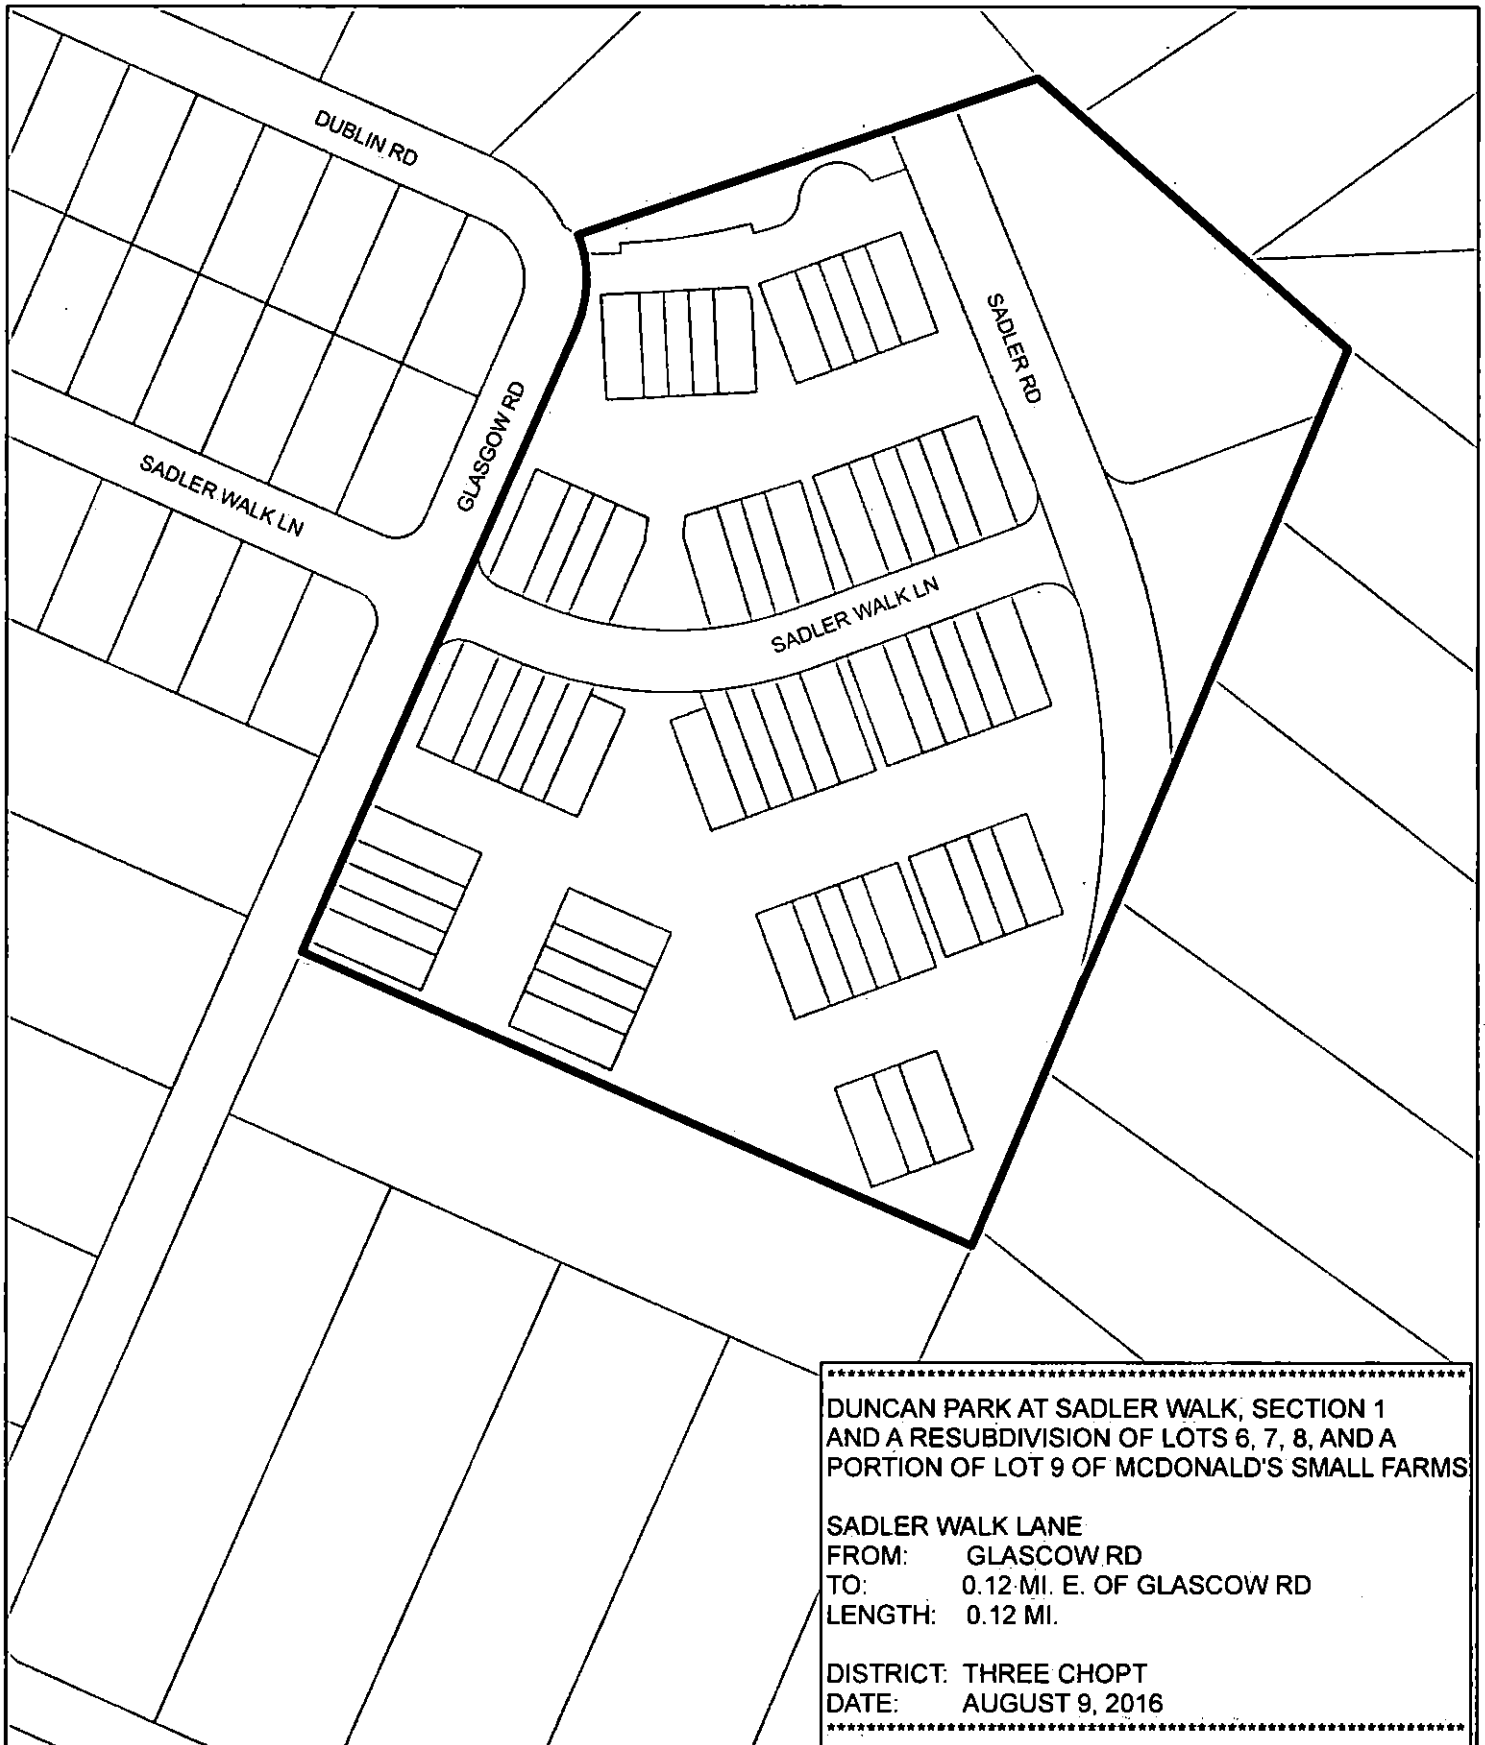 DUBLIN RD
SADLER RD
GLASGOW RD
SADLER WALK LN
SADLER WALK LN
********************************************************************************
DUNCAN PARK AT SADLER WALK, SECTION 1
AND A RESUBDIVISION OF LOTS 6, 7, 8, AND A
PORTION OF LOT 9 OF MCDONALD'S SMALL FARMS
SADLER WALK LANE
FROM: GLASCOW RD
TO: 0.12 MI. E. OF GLASCOW RD
LENGTH: 0.12 MI.
DISTRICT: THREE CHOPT
DATE: AUGUST 9, 2016
********************************************************************************